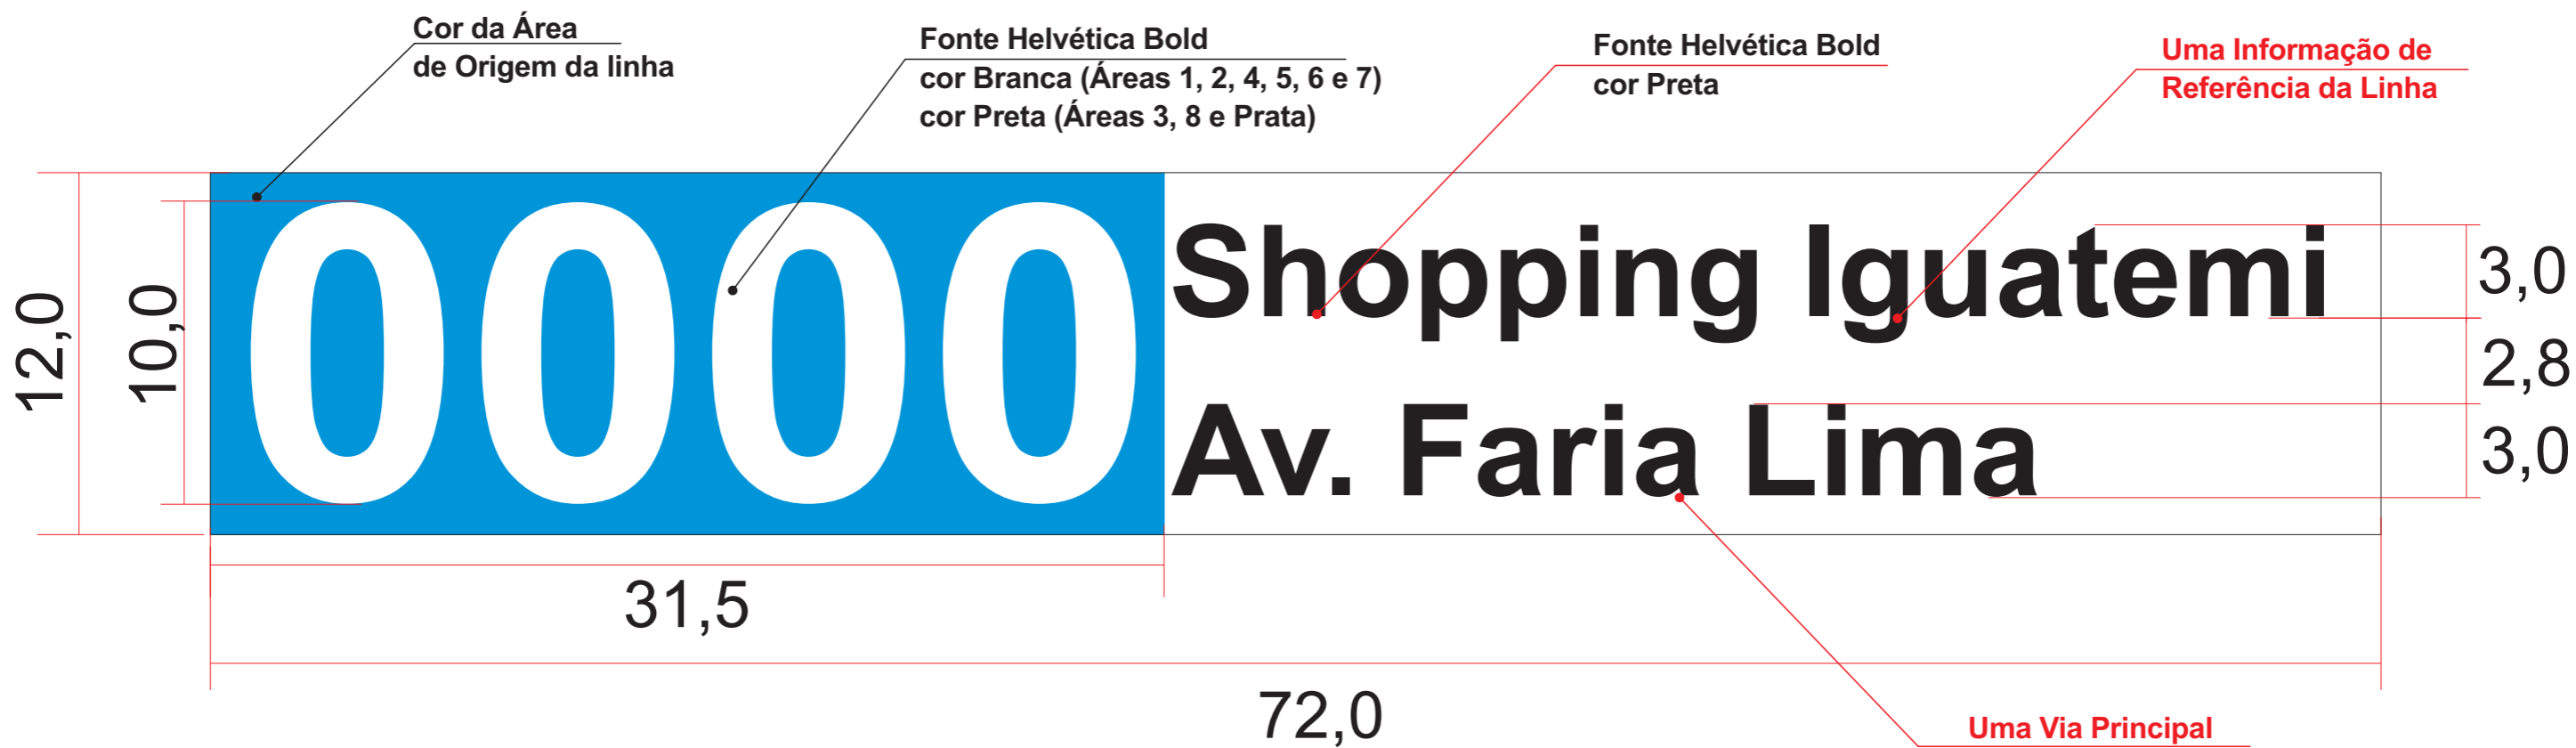 Cor da Área
de Origem da linha
Fonte Helvética Bold
cor Branca (Áreas 1, 2, 4, 5, 6 e 7)
cor Preta (Áreas 3, 8 e Prata)
Fonte Helvética Bold
cor Preta
Uma Informação de
Referência da Linha
12,0
10,0
0000
Shopping Iguatemi
Av. Faria Lima
3,0
2,8
3,0
31,5
72,0
Uma Via Principal